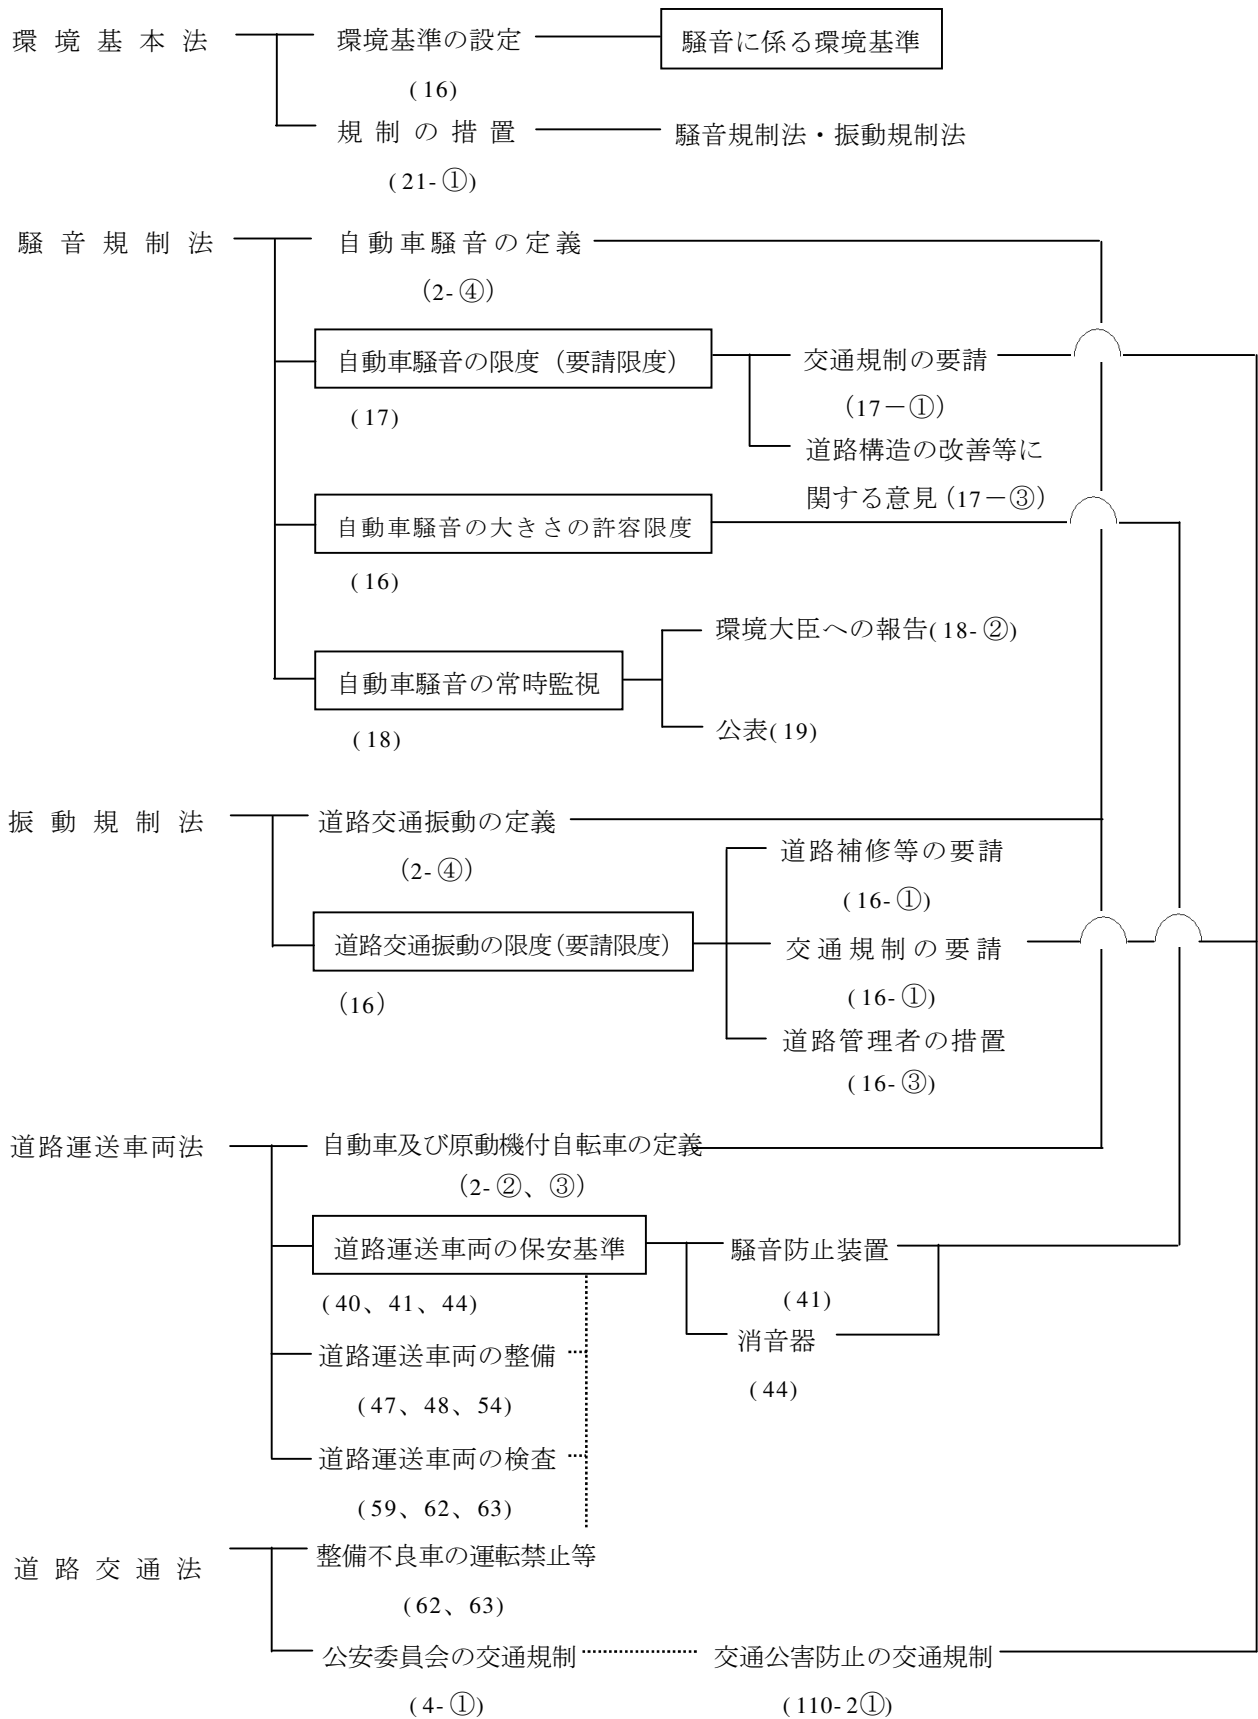 環境基本法
環境基準の設定
騒音に係る環境基準
(16)
規制の措置
騒音規制法・振動規制法
(21-①)
騒音規制法
自動車騒音の定義
(2-④)
自動車騒音の限度（要請限度）
交通規制の要請
(17)
(17－①)
道路構造の改善等に
関する意見（17－③）
自動車騒音の大きさの許容限度
(16)
環境大臣への報告(18-②)
自動車騒音の常時監視
(18)
公表(19)
振動規制法
道路交通振動の定義
(2-④)
道路補修等の要請
(16-①)
道路交通振動の限度（要請限度）
交通規制の要請
(16)
(16-①)
道路管理者の措置
(16-③)
道路運送車両法
自動車及び原動機付自転車の定義
(2-②、③)
道路運送車両の保安基準
騒音防止装置
(40、41、44)
(41)
消音器
道路運送車両の整備
(44)
(47、48、54)
道路運送車両の検査
(59、62、63)
道路交通法
整備不良車の運転禁止等
(62、63)
公安委員会の交通規制
交通公害防止の交通規制
(4-①)
(110-2①)